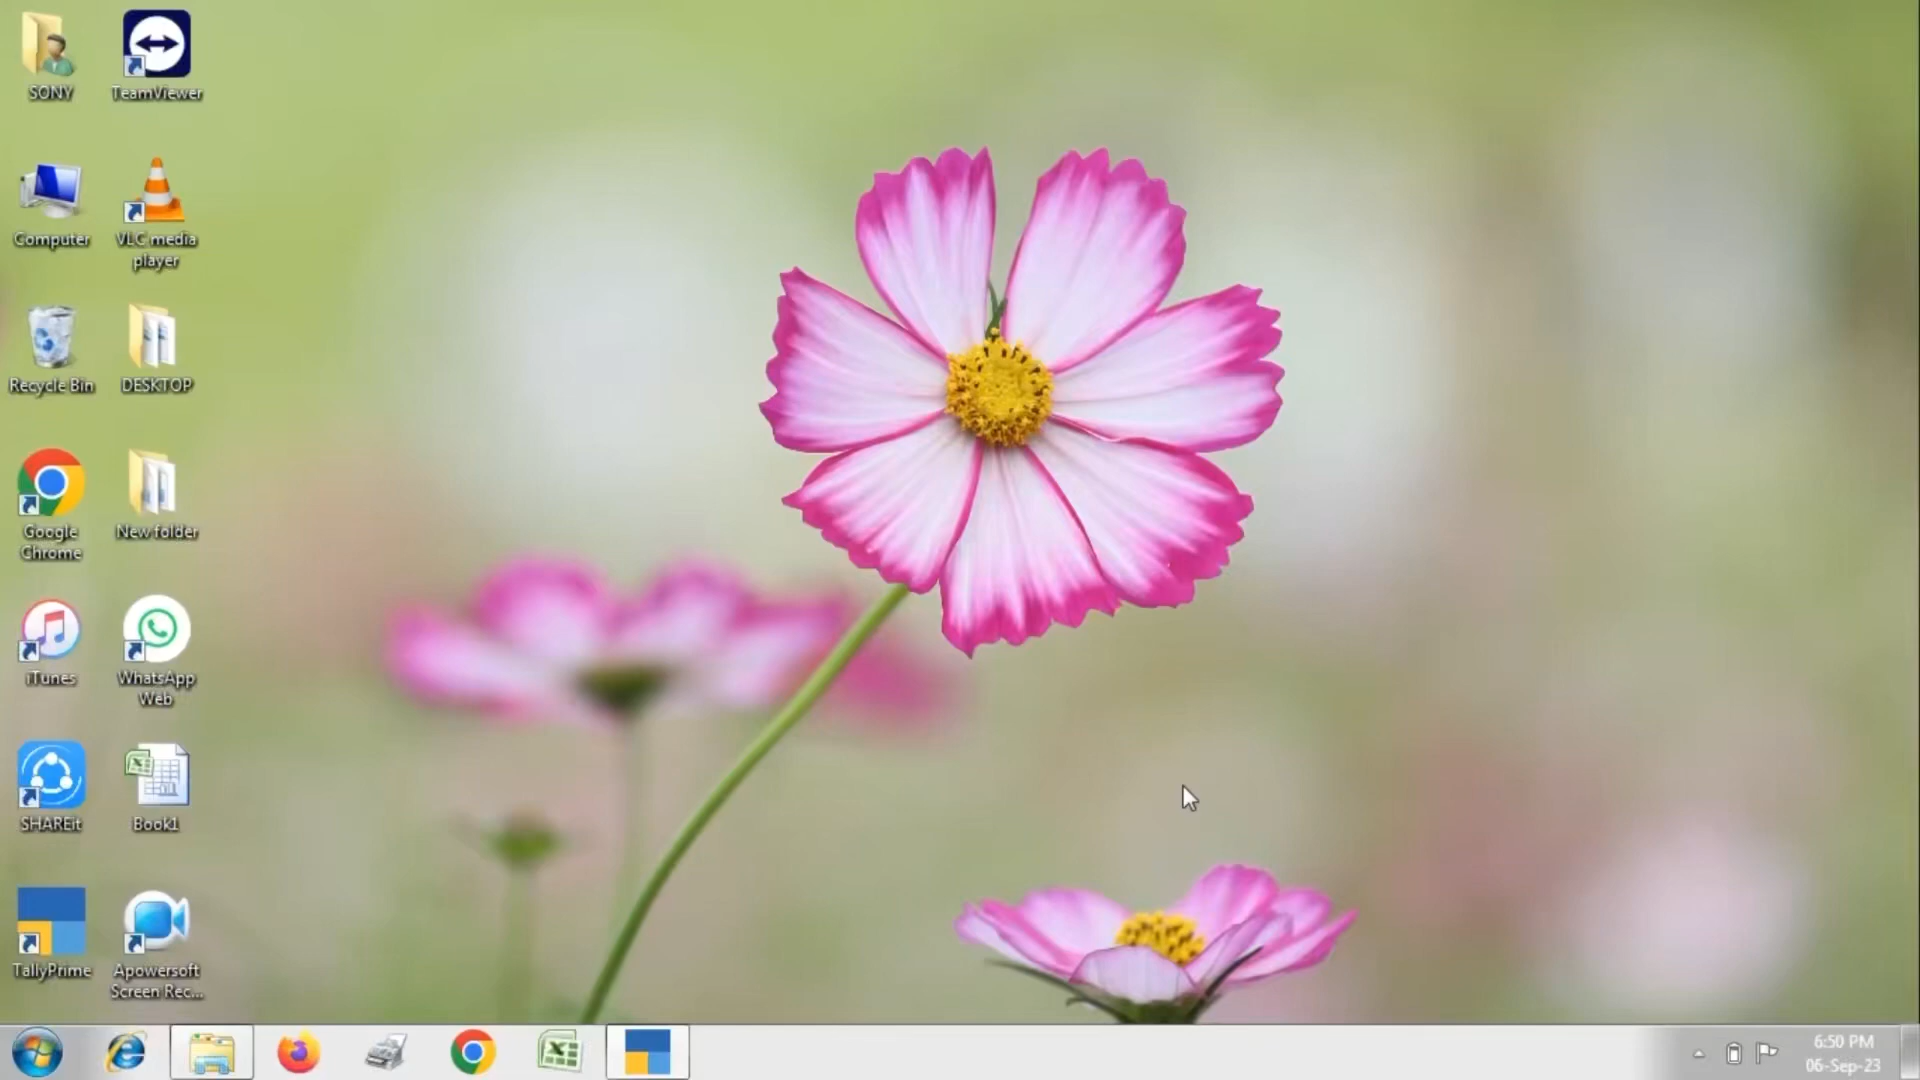 SONY
TeamViewer
Computer
VLC media
player
Recycle Bin
DESKTOP
Google
Chrome
New folder
iTunes
WhatsApp
Web
SHAREit
Book1
TallyPrime
Apowersoft
Screen Rec...
6:50 PM
06-Sep-23